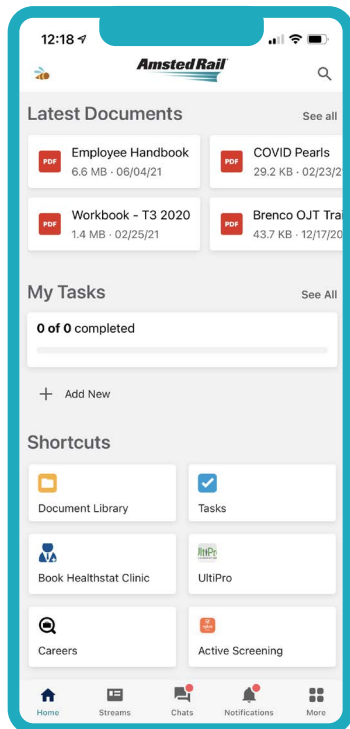 12:18
Amsted Rail
Latest Documents
See all
PDF
Employee Handbook
6.6 MB · 06/04/21
PDF
COVID Pearls
29.2 KB · 02/23/2
PDF
Workbook - T3 2020
1.4 MB · 02/25/21
PDF
Brenco OJT Trai
43.7 KB · 12/17/20
My Tasks
See All
0 of 0 completed
+ Add New
Shortcuts
Document Library
Tasks
Book Healthstat Clinic
UltiPro
Careers
Active Screening
Home
Streams
Chats
Notifications
More